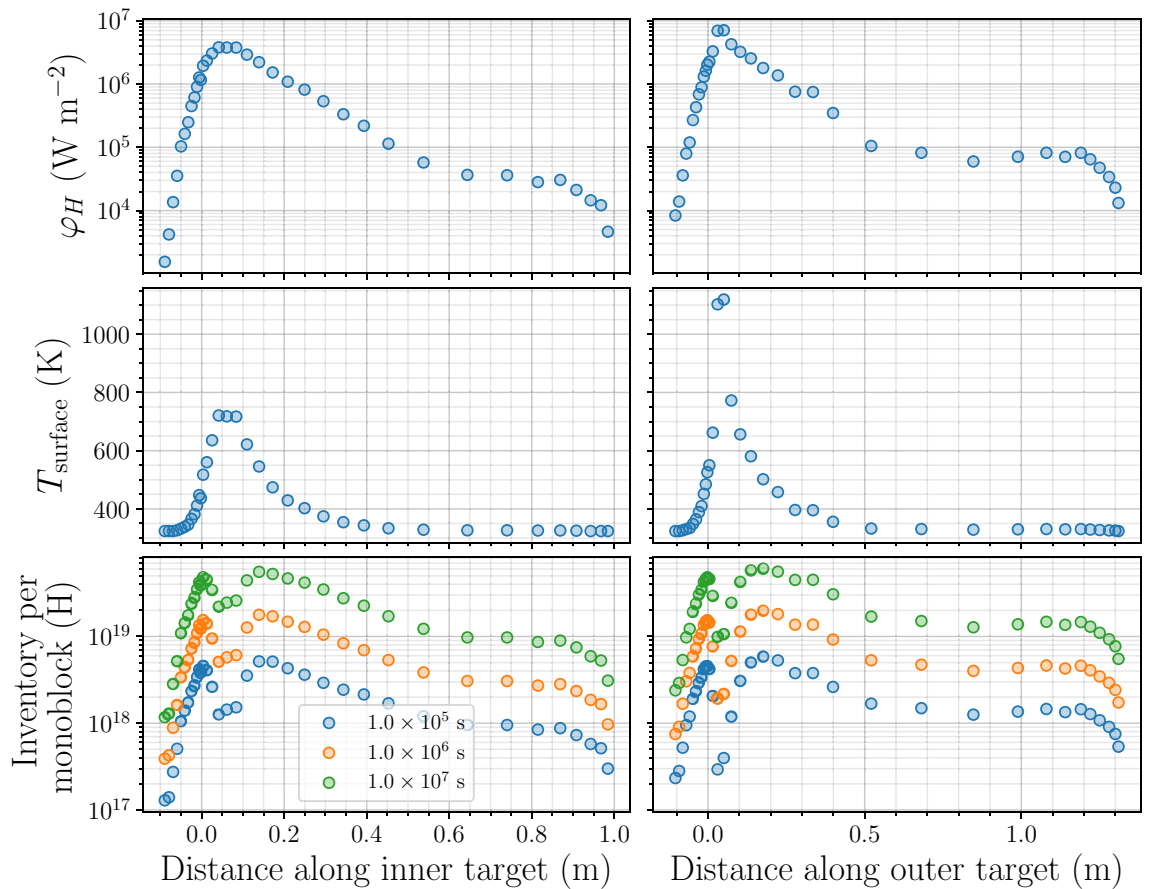 10^7
10^6
10^5
10^4
φ_H (W m^−2)
1000
800
600
400
T_surface (K)
10^19
10^18
10^17
Inventory per
monoblock (H)
1.0 × 10^5 s
1.0 × 10^6 s
1.0 × 10^7 s
0.0 0.2 0.4 0.6 0.8 1.0
0.0 0.5 1.0
Distance along inner target (m)
Distance along outer target (m)